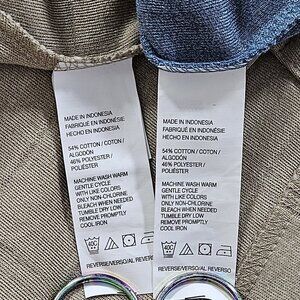 MADE IN INDONESIA
FABRIQUÉ EN INDONÉSIE
HECHO EN INDONESIA
54% COTTON / COTON /
ALGODÓN
46% POLYESTER /
POLIÉSTER
MACHINE WASH WARM
GENTLE CYCLE
WITH LIKE COLORS
ONLY NON-CHLORINE
BLEACH WHEN NEEDED
TUMBLE DRY LOW
REMOVE PROMPTLY
COOL IRON
40C
REVERSE/VERSO/AL REVERSO
MADE IN INDONESIA
FABRIQUÉ EN INDONÉSIE
HECHO EN INDONESIA
54% COTTON / COTON /
ALGODÓN
46% POLYESTER /
POLIÉSTER
MACHINE WASH WARM
GENTLE CYCLE
WITH LIKE COLORS
ONLY NON-CHLORINE
BLEACH WHEN NEEDED
TUMBLE DRY LOW
REMOVE PROMPTLY
COOL IRON
40C
REVERSE/VERSO/AL REVERSO